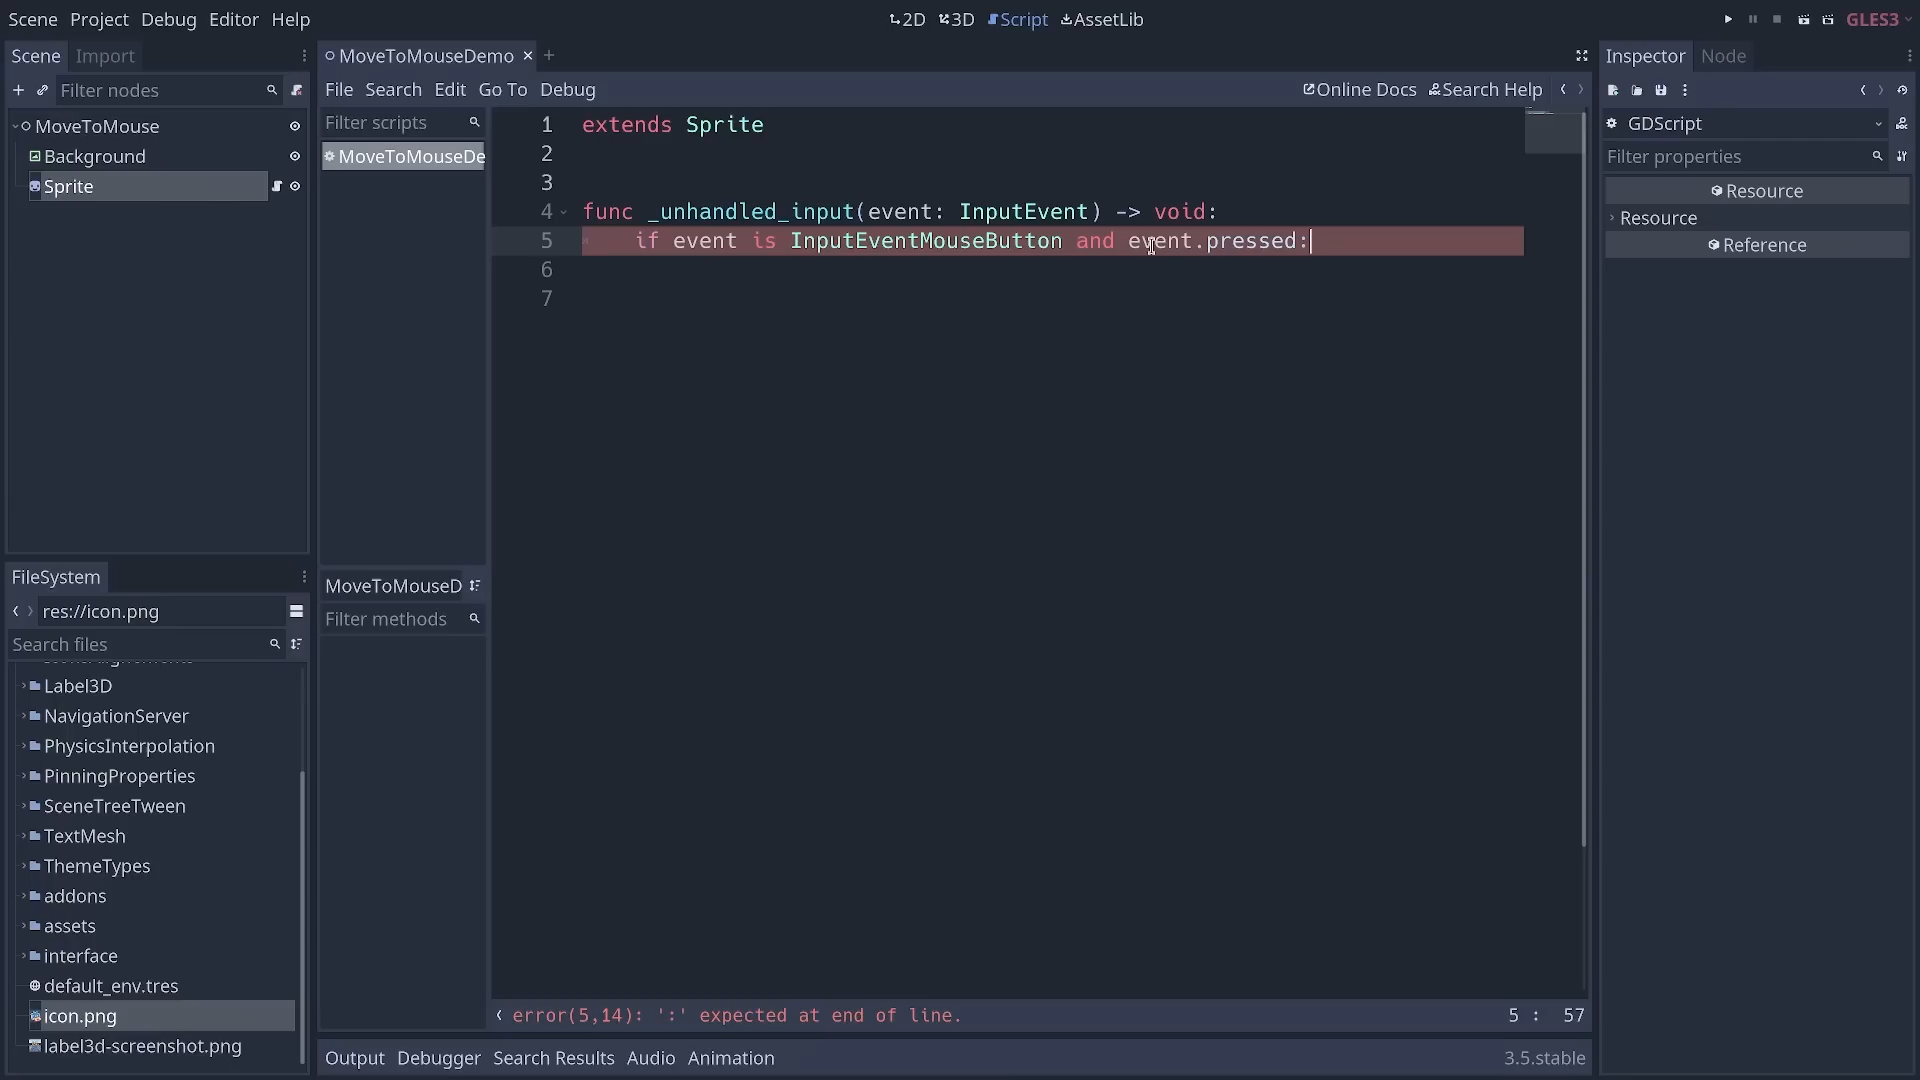 Scene Project Debug Editor Help
2D 3D Script AssetLib
GLES3
Scene Import
Filter nodes
MoveToMouse
Background
Sprite
FileSystem
res://icon.png
Search files
Label3D
NavigationServer
PhysicsInterpolation
PinningProperties
SceneTreeTween
TextMesh
ThemeTypes
addons
assets
interface
default_env.tres
icon.png
label3d-screenshot.png
MoveToMouseDemo
File Search Edit Go To Debug
Online Docs Search Help
Filter scripts
MoveToMouseDe
MoveToMouseD
Filter methods
1 extends Sprite
2
3
4 func _unhandled_input(event: InputEvent) -> void:
5 if event is InputEventMouseButton and event.pressed:
6
7
error(5,14): ':' expected at end of line.
5 : 57
Output Debugger Search Results Audio Animation
3.5.stable
Inspector Node
GDScript
Filter properties
Resource
Resource
Reference